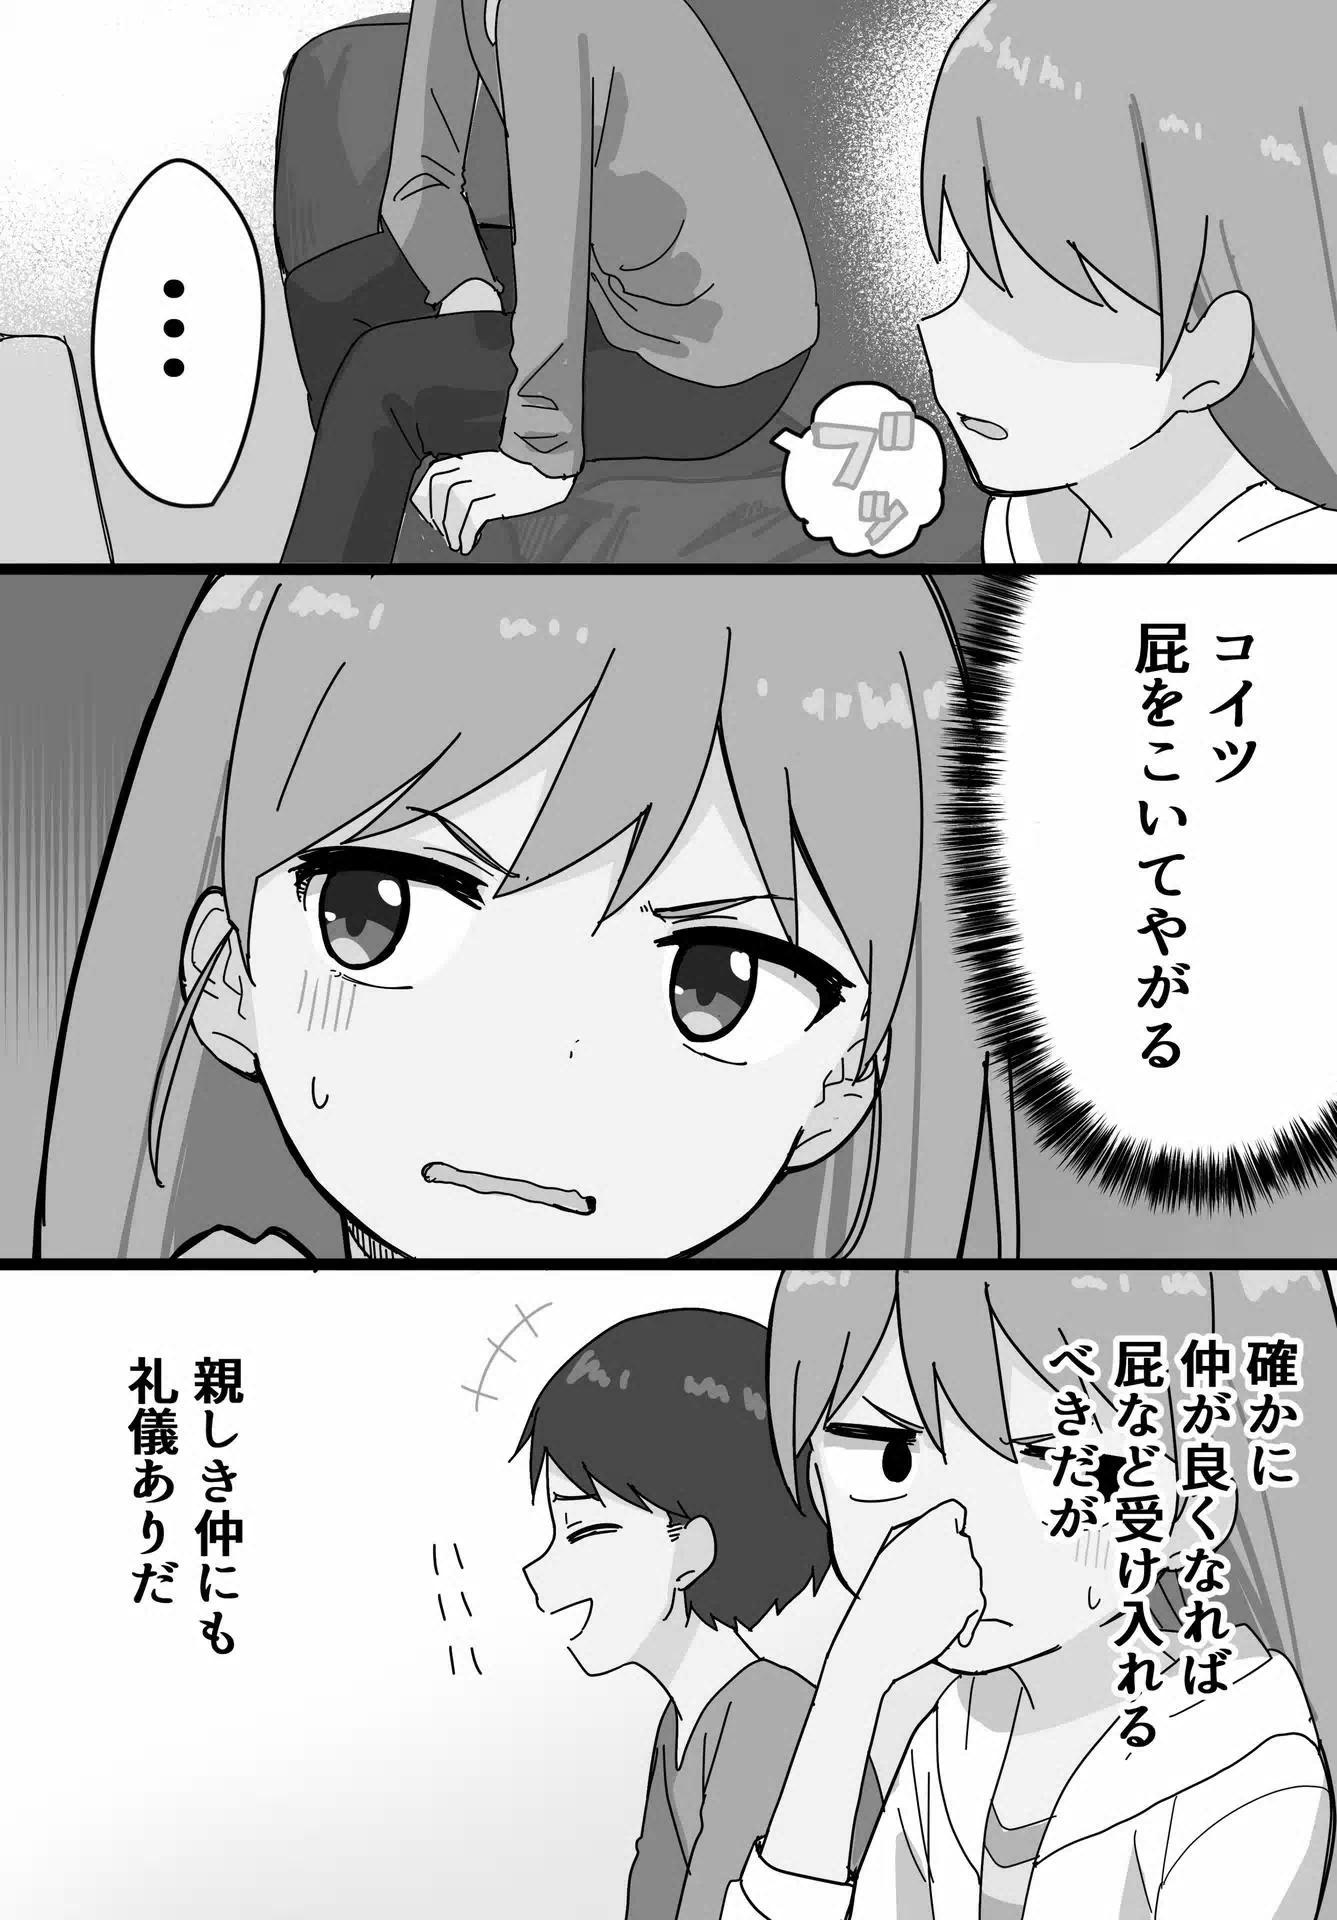 ブブッ
・・・
コイツ
屁をこいてやがる
確かに
仲が良くなれば
屁など受け入れる
べきだが
親しき仲にも
礼儀ありだ